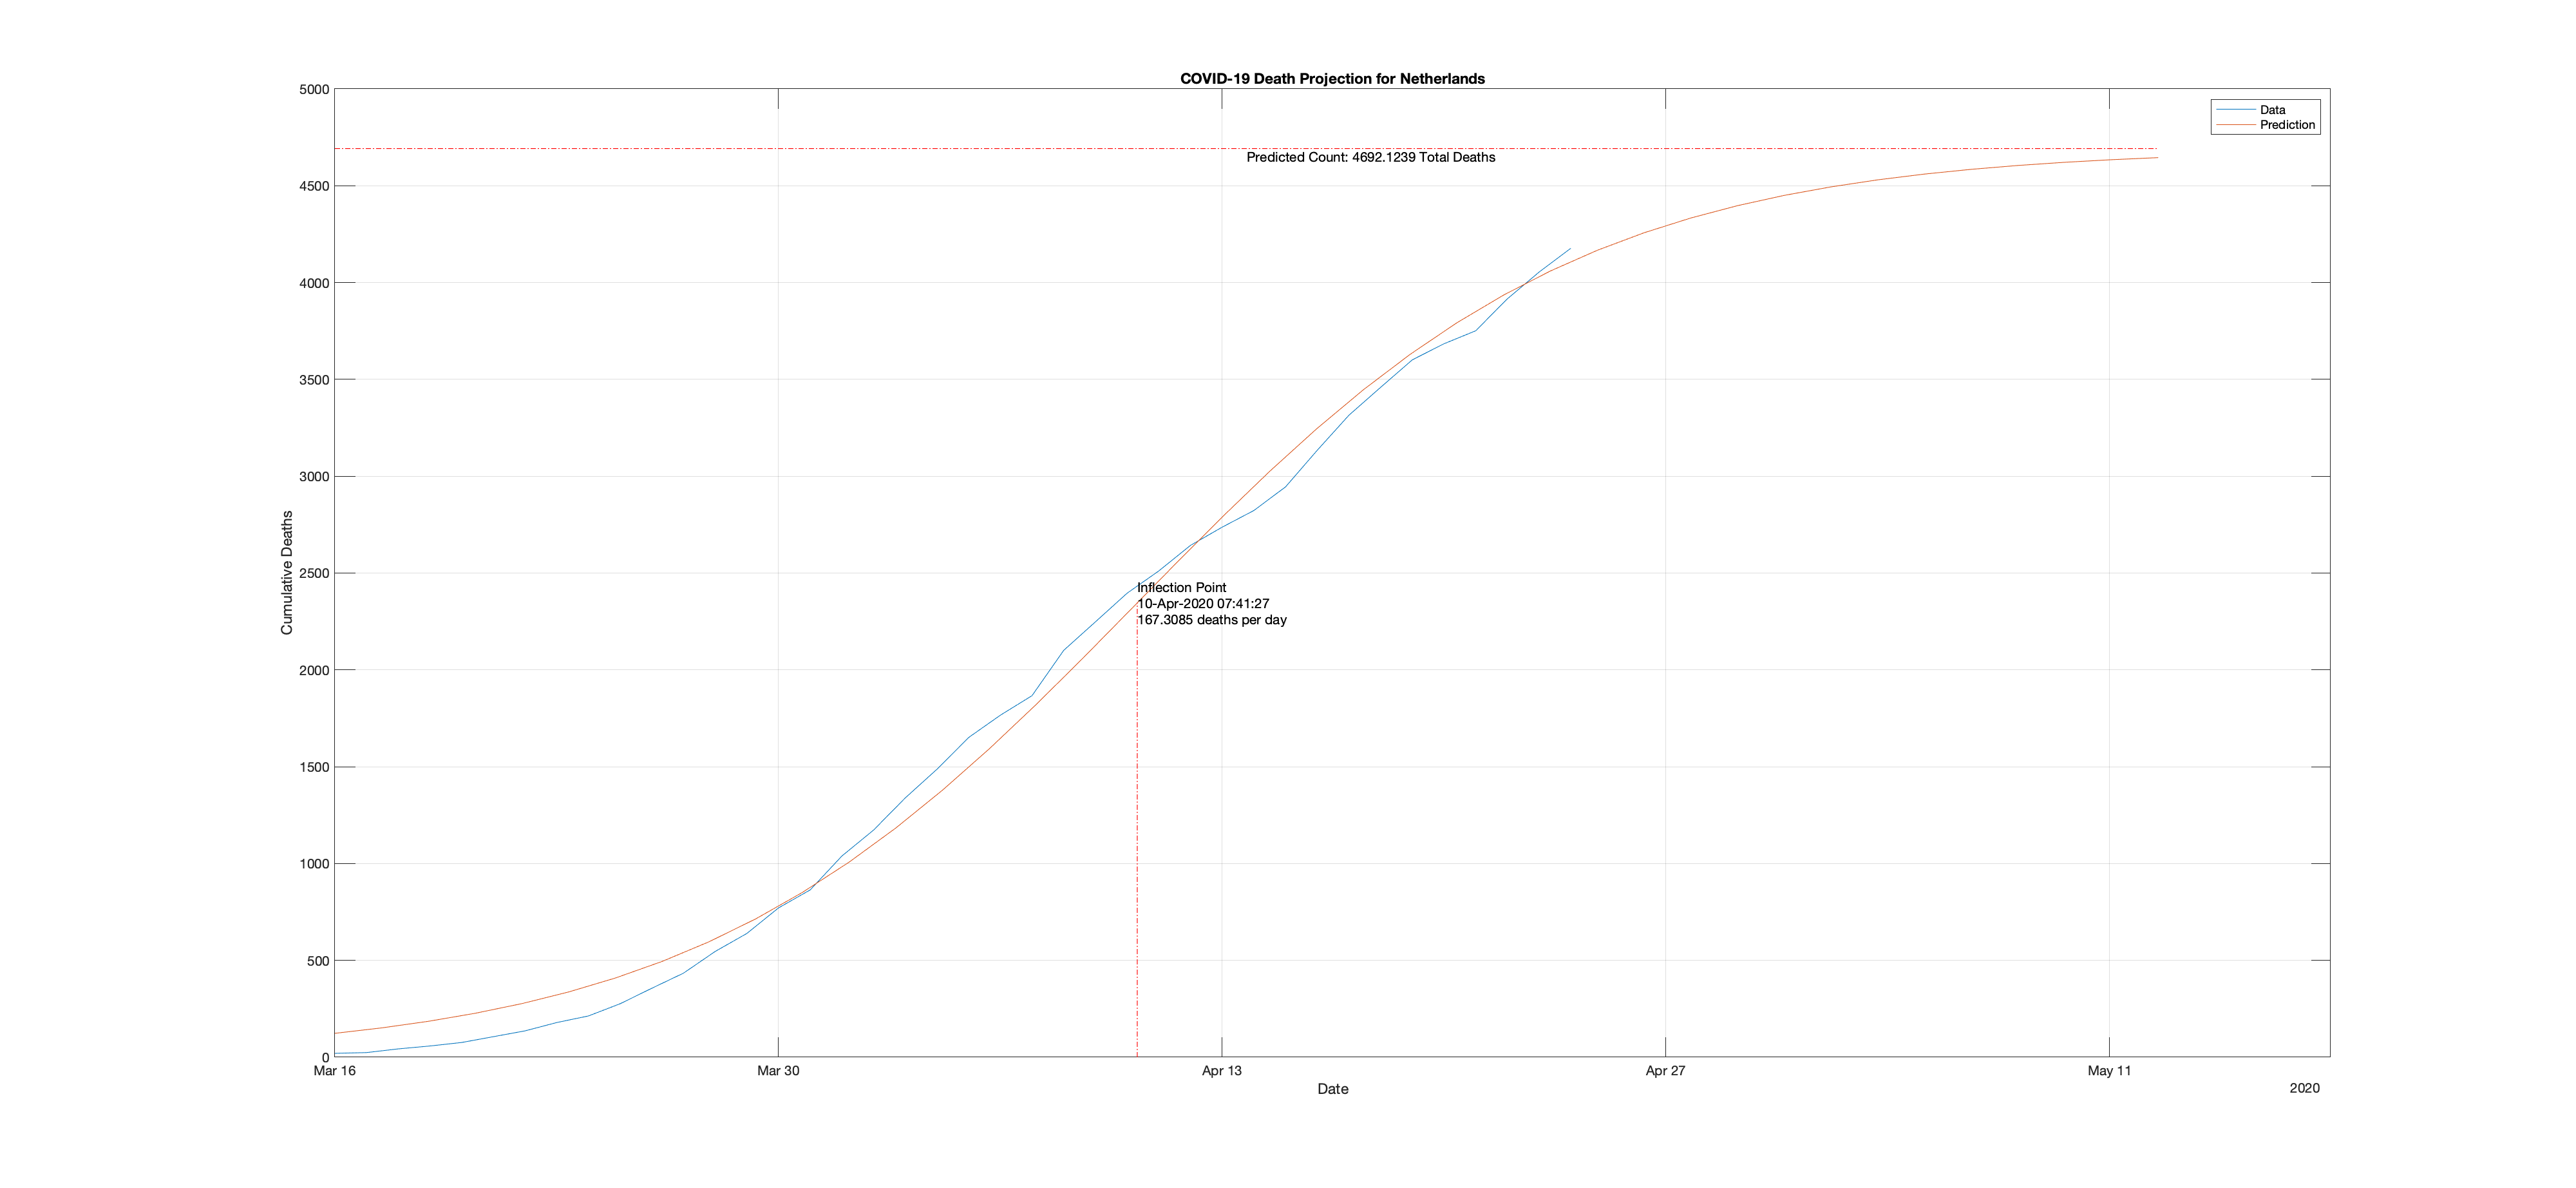 COVID-19 Death Projection for Netherlands
5000
4500
4000
3500
3000
2500
2000
1500
1000
500
0
Cumulative Deaths
Data
Prediction
Predicted Count: 4692.1239 Total Deaths
Inflection Point
10-Apr-2020 07:41:27
167.3085 deaths per day
Mar 16
Mar 30
Apr 13
Apr 27
May 11
Date
2020